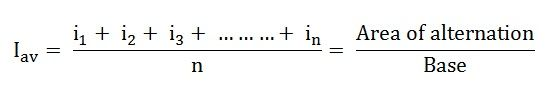 I_av = (i_1 + i_2 + i_3 + ... ... ... + i_n) / n = Area of alternation / Base